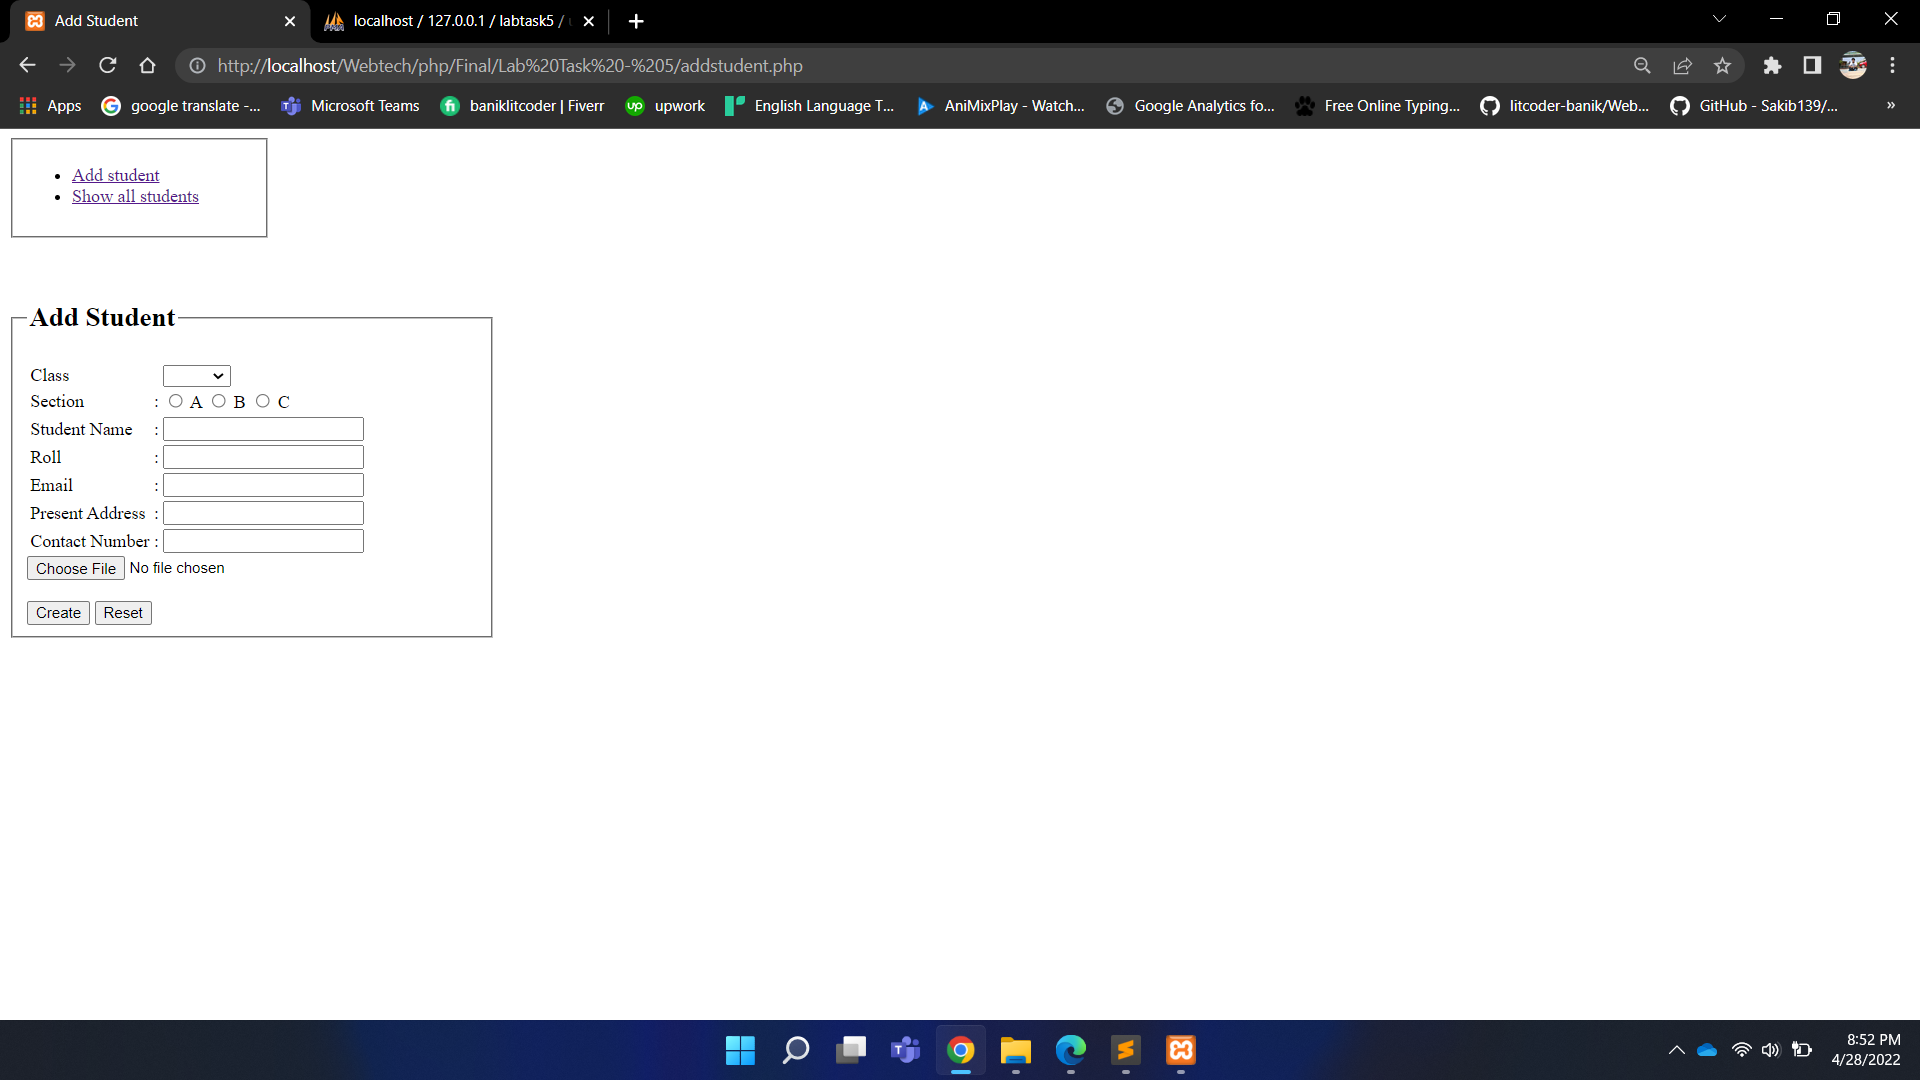 Add Student
localhost / 127.0.0.1 / labtask5 /
http://localhost/Webtech/php/Final/Lab%20Task%20-%205/addstudent.php
Apps google translate -... Microsoft Teams baniklitcoder | Fiverr upwork English Language T... AniMixPlay - Watch... Google Analytics fo... Free Online Typing... litcoder-banik/Web... GitHub - Sakib139/... »
• Add student
• Show all students
Add Student
Class
Section : A B C
Student Name :
Roll :
Email :
Present Address :
Contact Number :
Choose File No file chosen
Create Reset
8:52 PM
4/28/2022